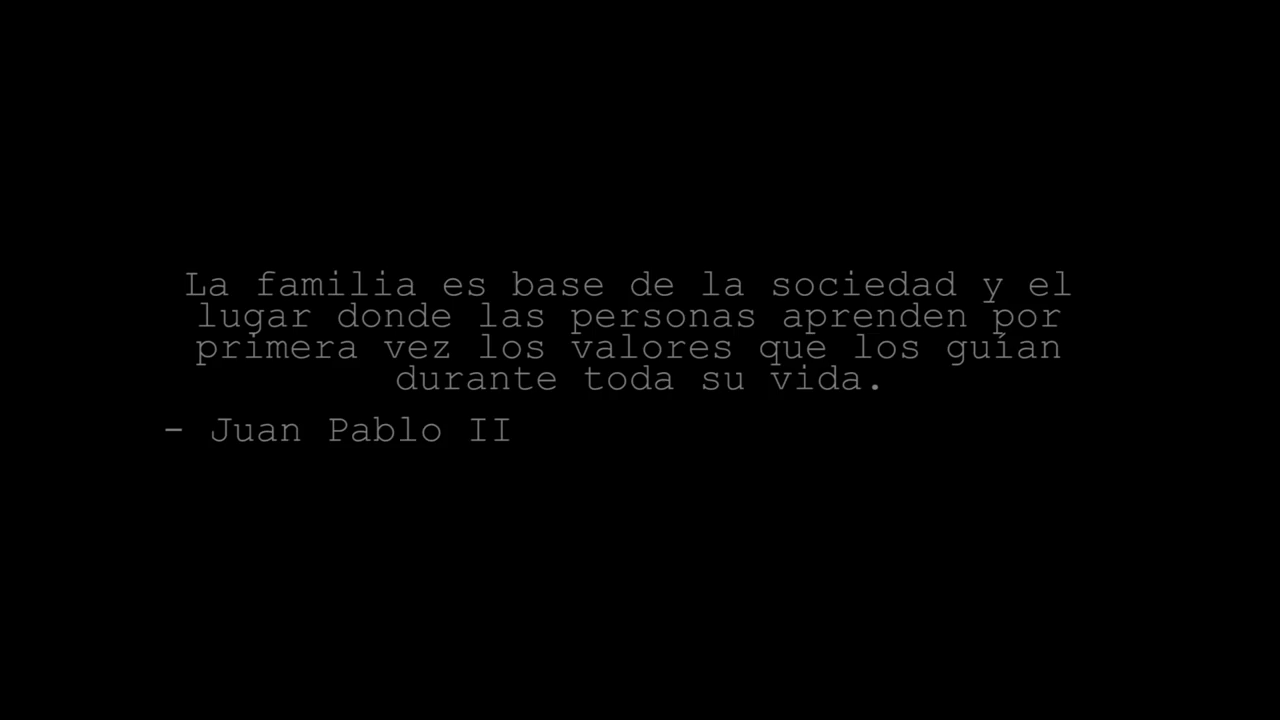 La familia es base de la sociedad y el
lugar donde las personas aprenden por
primera vez los valores que los guían
durante toda su vida.
- Juan Pablo II